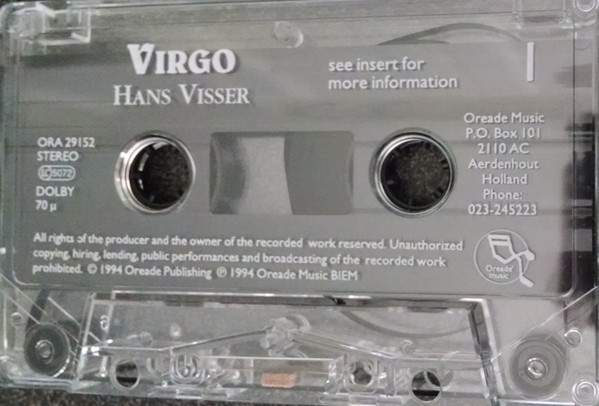 VIRGO
HANS VISSER
see insert for
more information
1
ORA 29152
STEREO
LC 5072
DOLBY
70 µ
Oreade Music
P.O. Box 101
2110 AC
Aerdenhout
Holland
Phone:
023-245223
All rights of the producer and the owner of the recorded work reserved. Unauthorized
copying, hiring, lending, public performances and broadcasting of the recorded work
prohibited. © 1994 Oreade Publishing ℗ 1994 Oreade Music BIEM
Oreade
music